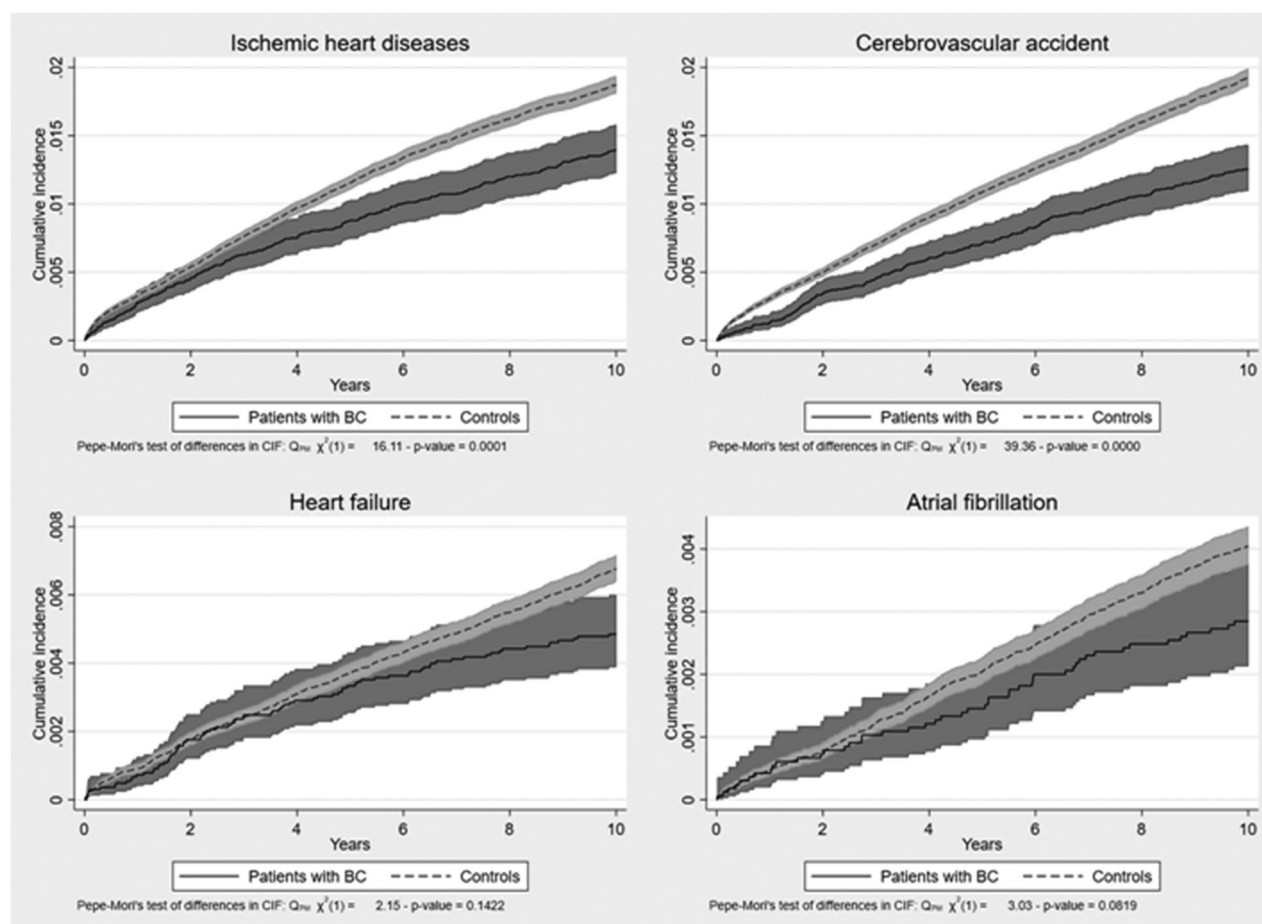 Ischemic heart diseases
Cumulative incidence
0 .005 .01 .015 .02
0 2 4 6 8 10
Years
Patients with BC Controls
Pepe-Mori's test of differences in CIF: Q_PM χ²(1) = 16.11 - p-value = 0.0001
Cerebrovascular accident
Cumulative incidence
0 .005 .01 .015 .02
0 2 4 6 8 10
Years
Patients with BC Controls
Pepe-Mori's test of differences in CIF: Q_PM χ²(1) = 39.36 - p-value = 0.0000
Heart failure
Cumulative incidence
0 .002 .004 .006 .008
0 2 4 6 8 10
Years
Patients with BC Controls
Pepe-Mori's test of differences in CIF: Q_PM χ²(1) = 2.15 - p-value = 0.1422
Atrial fibrillation
Cumulative incidence
0 .001 .002 .003 .004
0 2 4 6 8 10
Years
Patients with BC Controls
Pepe-Mori's test of differences in CIF: Q_PM χ²(1) = 3.03 - p-value = 0.0819